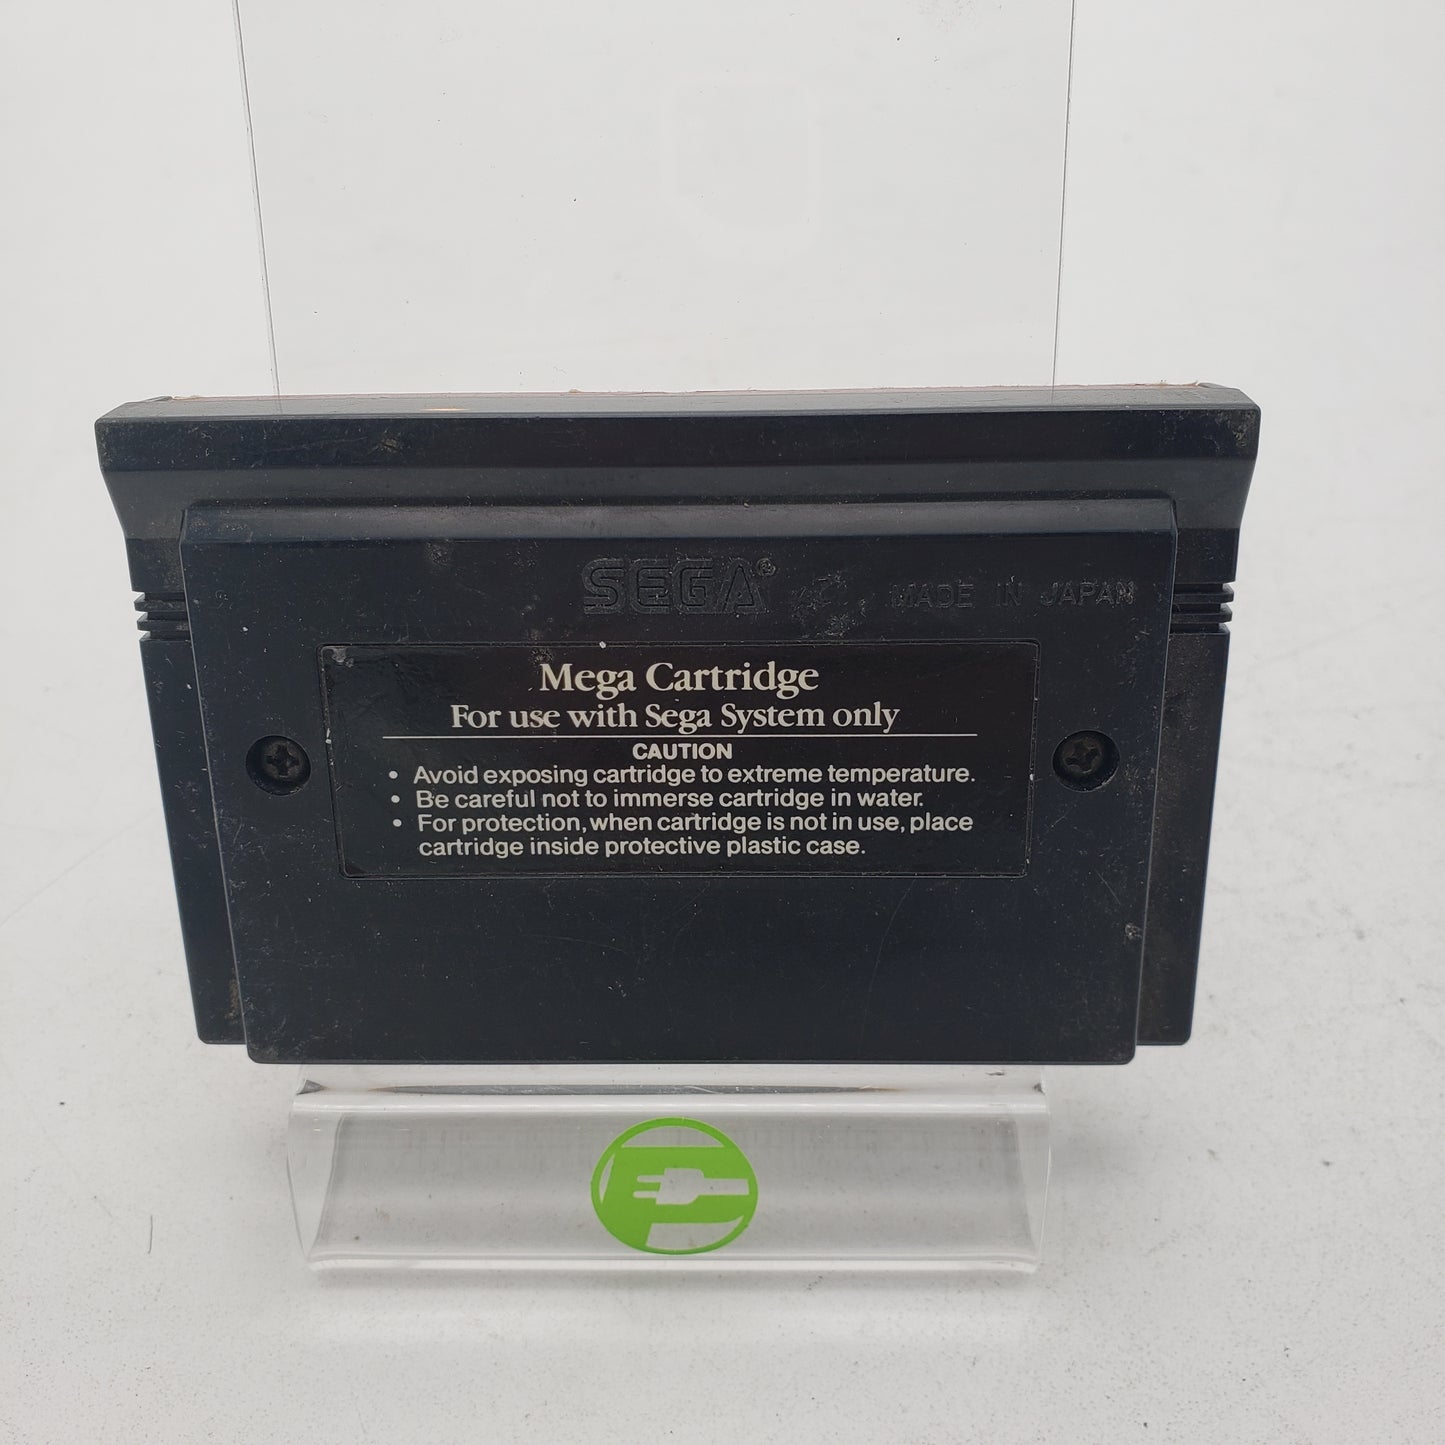 SEGA®
MADE IN JAPAN
Mega Cartridge
For use with Sega System only
CAUTION
• Avoid exposing cartridge to extreme temperature.
• Be careful not to immerse cartridge in water.
• For protection, when cartridge is not in use, place
cartridge inside protective plastic case.